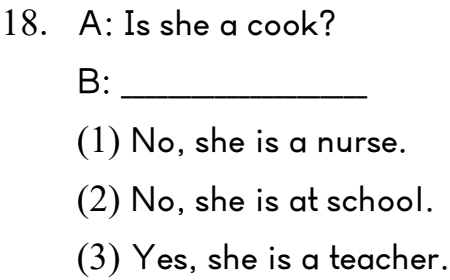 18. A: Is she a cook?
B: ____________________
(1) No, she is a nurse.
(2) No, she is at school.
(3) Yes, she is a teacher.